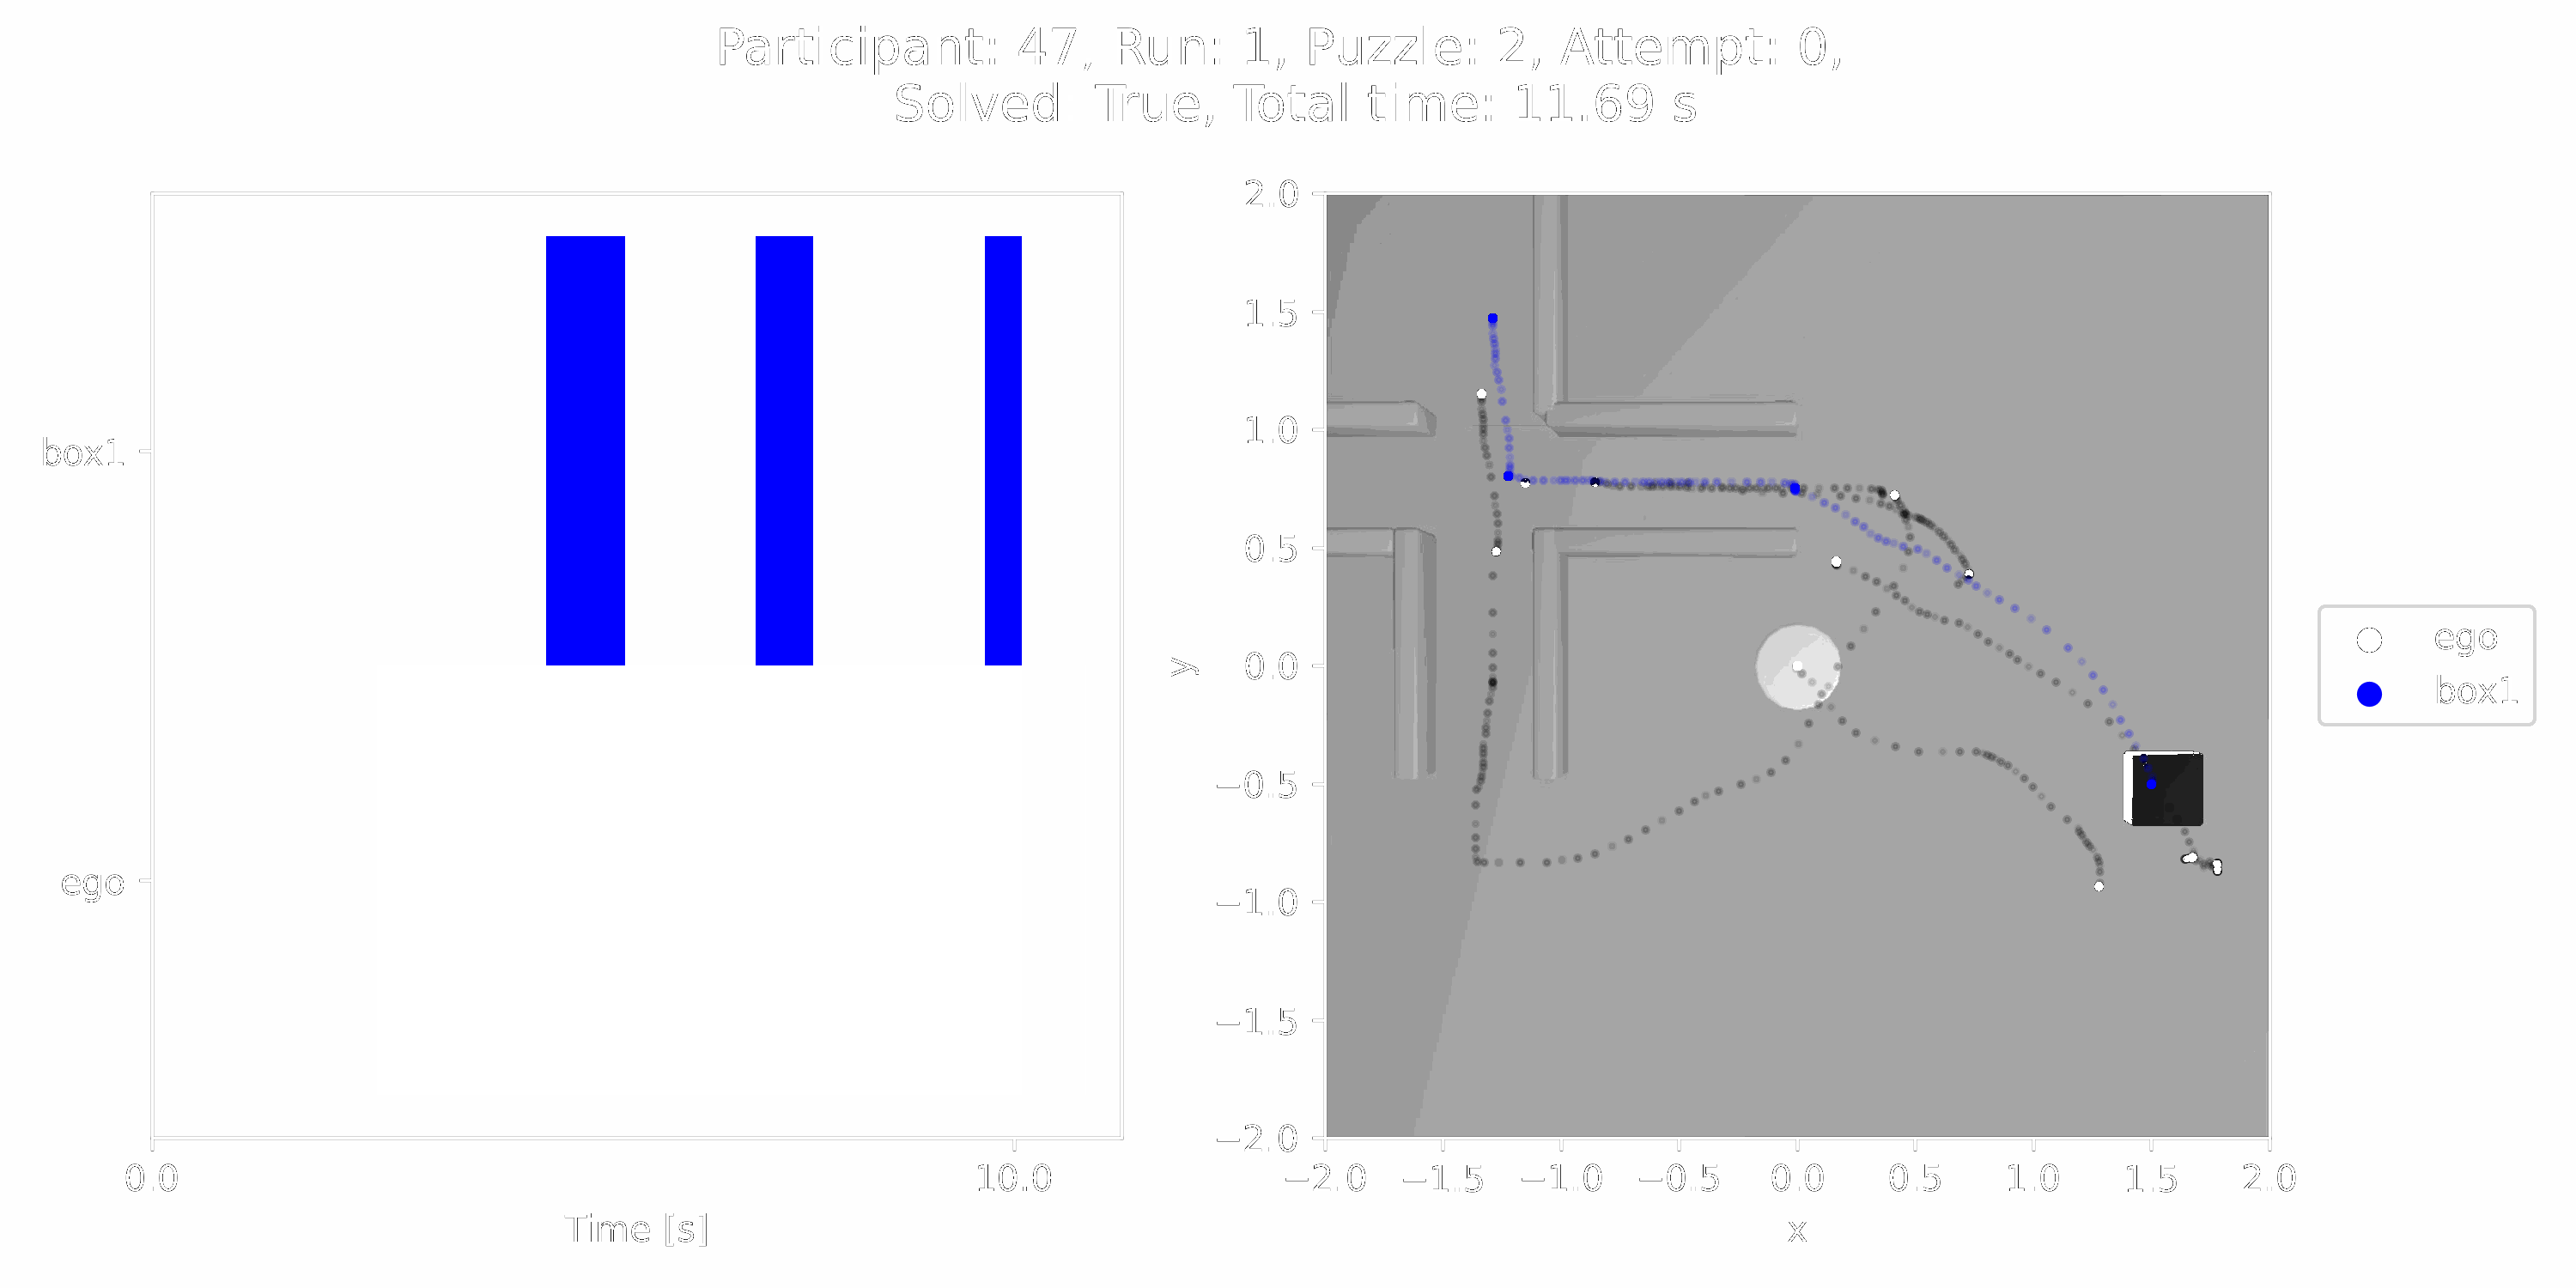 Participant: 47, Run: 1, Puzzle: 2, Attempt: 0,
Solved True, Total time: 11.69 s
box1
ego
0.0
10.0
Time [s]
2.0
1.5
1.0
0.5
0.0
−0.5
−1.0
−1.5
−2.0
y
−2.0
−1.5
−1.0
−0.5
0.0
0.5
1.0
1.5
2.0
x
ego
box1